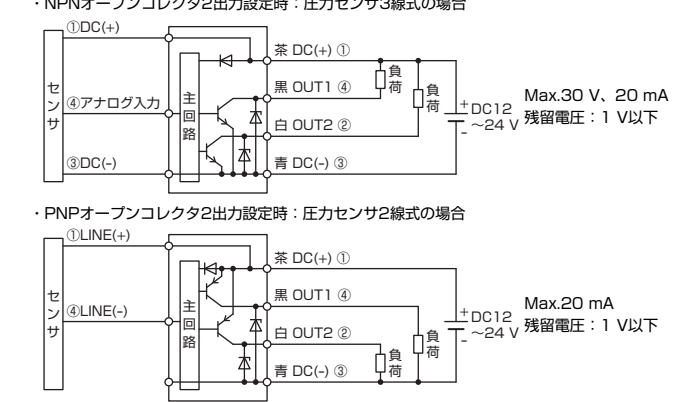 ・NPNオープンコレクタ2出力設定時：圧力センサ3線式の場合
①DC(+)
茶 DC(+) ①
負荷
センサ
④アナログ入力
主回路
黒 OUT1 ④
負荷
+
DC12
～24 V
-
Max.30 V、20 mA
残留電圧：1 V以下
白 OUT2 ②
③DC(-)
青 DC(-) ③
・PNPオープンコレクタ2出力設定時：圧力センサ2線式の場合
①LINE(+)
茶 DC(+) ①
センサ
④LINE(-)
主回路
黒 OUT1 ④
+
DC12
～24 V
-
Max.20 mA
残留電圧：1 V以下
白 OUT2 ②
負荷
負荷
青 DC(-) ③